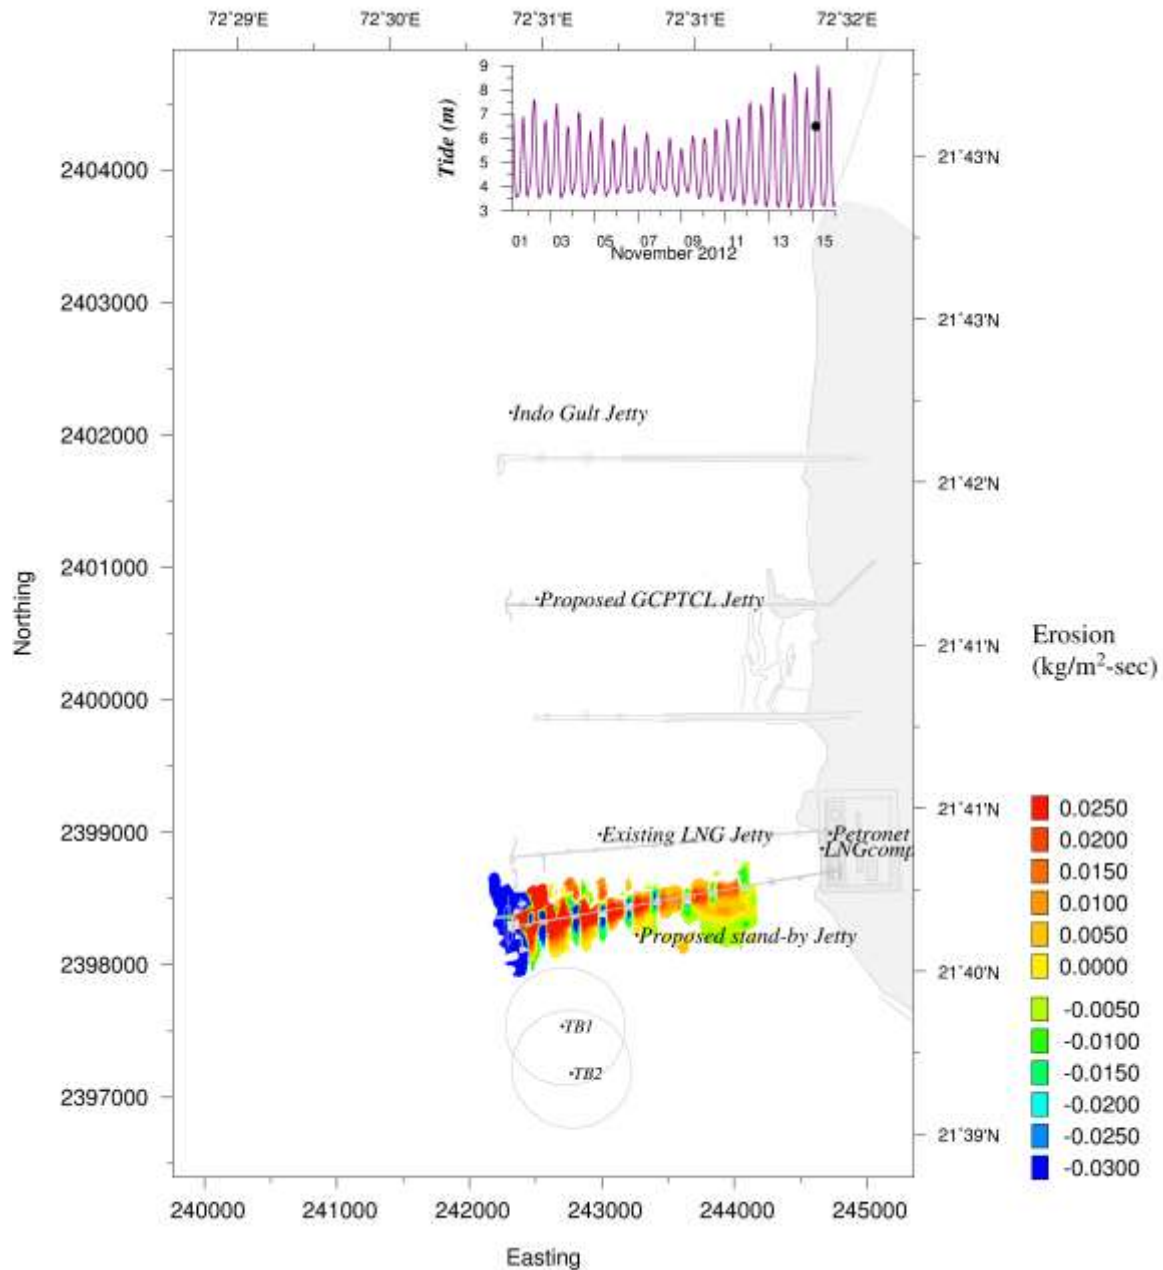 72°29'E 72°30'E 72°31'E 72°31'E 72°32'E
9
8
7
6
5
4
3
Tide (m)
01 03 05 07 09 11 13 15
November 2012
2404000
2403000
2402000
2401000
2400000
2399000
2398000
2397000
Northing
21°43'N
21°43'N
21°42'N
21°41'N
21°41'N
21°40'N
21°39'N
Indo Gult Jetty
Proposed GCPTCL Jetty
Existing LNG Jetty
Petronet
LNGcomp
Proposed stand-by Jetty
TB1
TB2
240000 241000 242000 243000 244000 245000
Easting
Erosion
(kg/m²-sec)
0.0250
0.0200
0.0150
0.0100
0.0050
0.0000
-0.0050
-0.0100
-0.0150
-0.0200
-0.0250
-0.0300